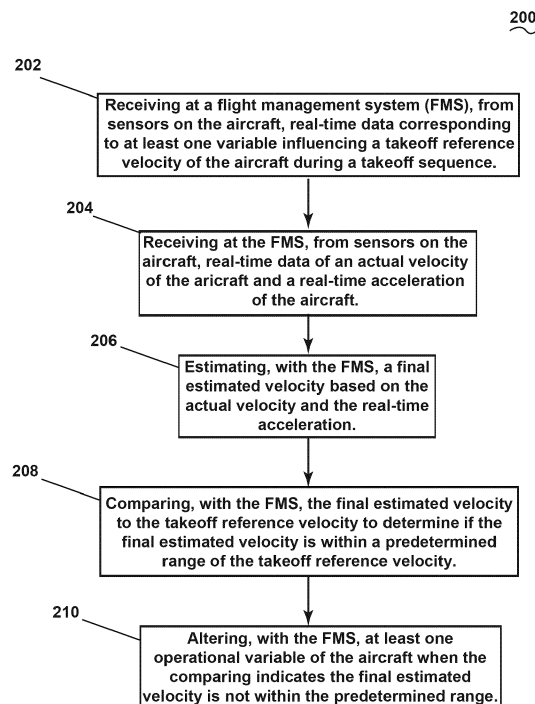 200
202
Receiving at a flight management system (FMS), from
sensors on the aircraft, real-time data corresponding
to at least one variable influencing a takeoff reference
velocity of the aircraft during a takeoff sequence.
204
Receiving at the FMS, from sensors on the
aircraft, real-time data of an actual velocity
of the aricraft and a real-time acceleration
of the aircraft.
206
Estimating, with the FMS, a final
estimated velocity based on the
actual velocity and the real-time
acceleration.
208
Comparing, with the FMS, the final estimated velocity
to the takeoff reference velocity to determine if the
final estimated velocity is within a predetermined
range of the takeoff reference velocity.
210
Altering, with the FMS, at least one
operational variable of the aircraft when the
comparing indicates the final estimated
velocity is not within the predetermined range.